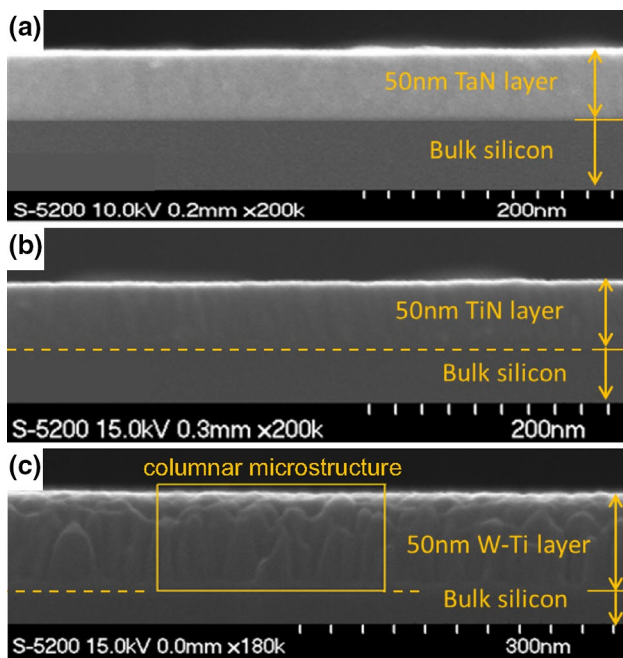 (a)
50nm TaN layer
Bulk silicon
S-5200 10.0kV 0.2mm x200k 200nm
(b)
50nm TiN layer
Bulk silicon
S-5200 15.0kV 0.3mm x200k 200nm
(c)
columnar microstructure
50nm W-Ti layer
Bulk silicon
S-5200 15.0kV 0.0mm x180k 300nm